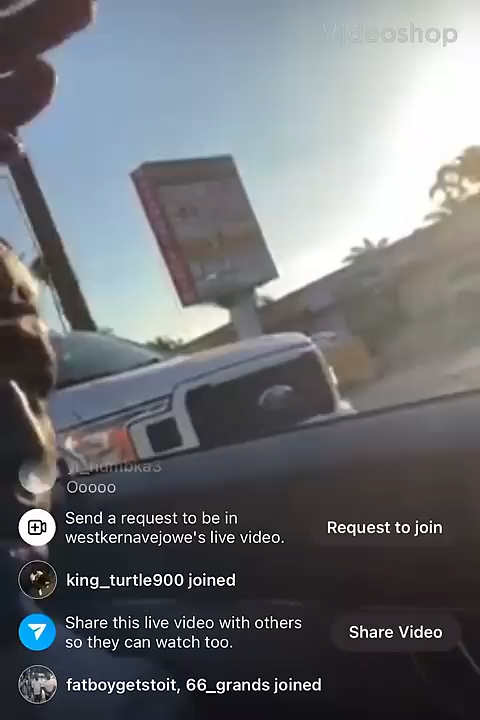 Videoshop
Ooooo
Send a request to be in
westkernavejowe's live video.
Request to join
king_turtle900 joined
Share this live video with others
so they can watch too.
Share Video
fatboygetstoit, 66_grands joined